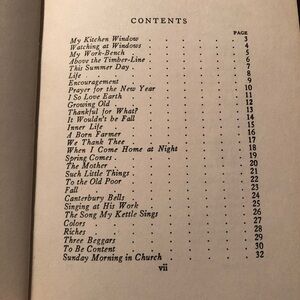 CONTENTS
PAGE
My Kitchen Window . . . . . . . 3
Watching at Windows . . . . . . . 4
My Work-Bench . . . . . . . 5
Above the Timber-Line . . . . . . . 6
This Summer Day . . . . . . . 7
Life . . . . . . . 8
Encouragement . . . . . . . 9
Prayer for the New Year . . . . . . . 10
I So Love Earth . . . . . . . 11
Growing Old . . . . . . . 12
Thankful for What? . . . . . . . 13
It Wouldn't be Fall . . . . . . . 14
Inner Life . . . . . . . 15
A Born Farmer . . . . . . . 16
We Thank Thee . . . . . . . 17
When I Come Home at Night . . . . . . . 18
Spring Comes . . . . . . . 19
The Mother . . . . . . . 20
Such Little Things . . . . . . . 21
To the Old Poor . . . . . . . 22
Fall . . . . . . . 23
Canterbury Bells . . . . . . . 24
Singing at His Work . . . . . . . 25
The Song My Kettle Sings . . . . . . . 26
Colors . . . . . . . 27
Riches . . . . . . . 28
Three Beggars . . . . . . . 29
To Be Content . . . . . . . 30
Sunday Morning in Church . . . . . . . 32
vii